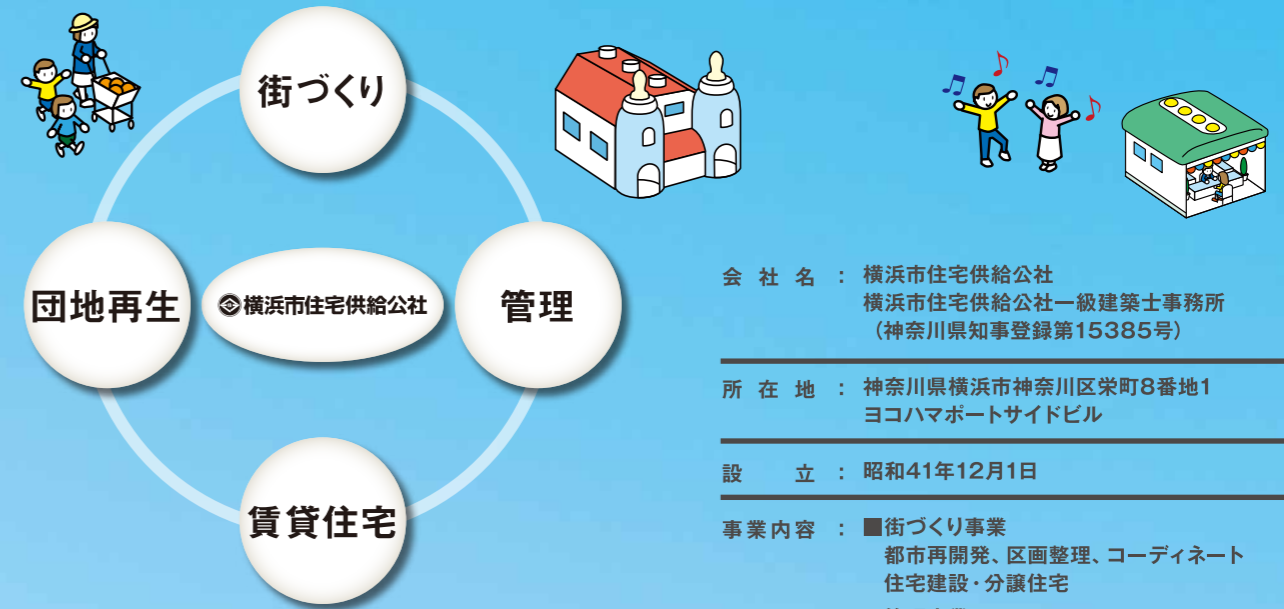 街づくり
団地再生
横浜市住宅供給公社
管理
賃貸住宅
会社名 : 横浜市住宅供給公社
横浜市住宅供給公社一級建築士事務所
（神奈川県知事登録第15385号）
所在地 : 神奈川県横浜市神奈川区栄町8番地1
ヨコハマポートサイドビル
設立 : 昭和41年12月1日
事業内容 : ■街づくり事業
都市再開発、区画整理、コーディネート
住宅建設・分譲住宅